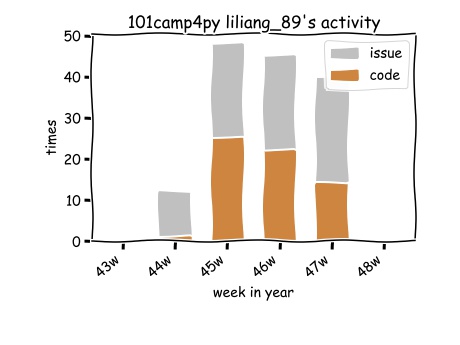 101camp4py liliang_89's activity
50
40
30
20
10
0
times
issue
code
43w 44w 45w 46w 47w 48w
week in year